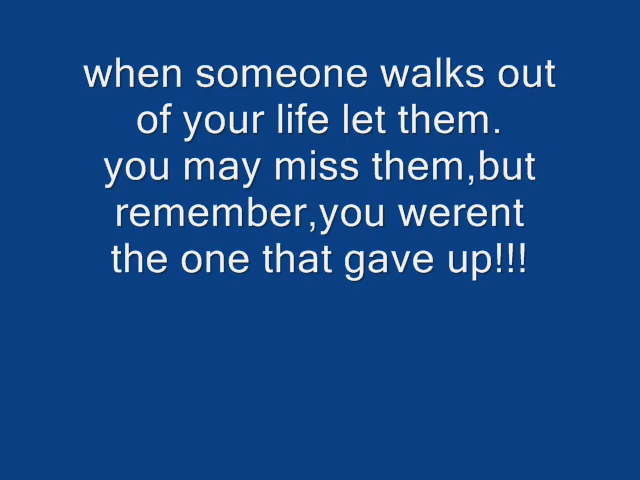 when someone walks out
of your life let them.
you may miss them,but
remember,you werent
the one that gave up!!!